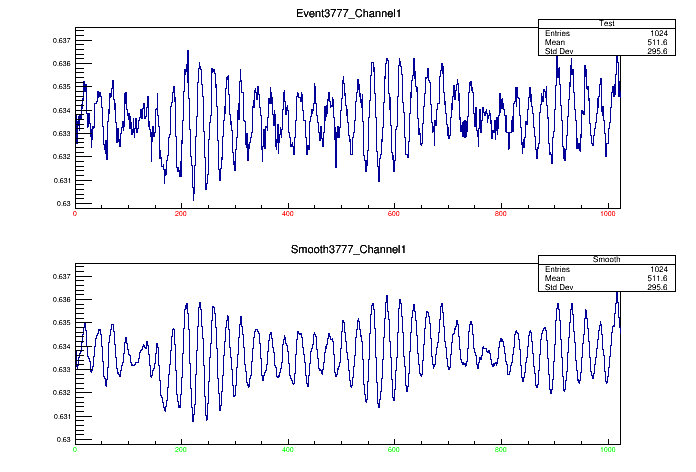 Event3777_Channel1
Test
Entries 1024
Mean 511.6
Std Dev 295.6
0.637
0.636
0.635
0.634
0.633
0.632
0.631
0.63
0 200 400 600 800 1000
Smooth3777_Channel1
Smooth
Entries 1024
Mean 511.6
Std Dev 295.6
0.637
0.636
0.635
0.634
0.633
0.632
0.631
0.63
0 200 400 600 800 1000